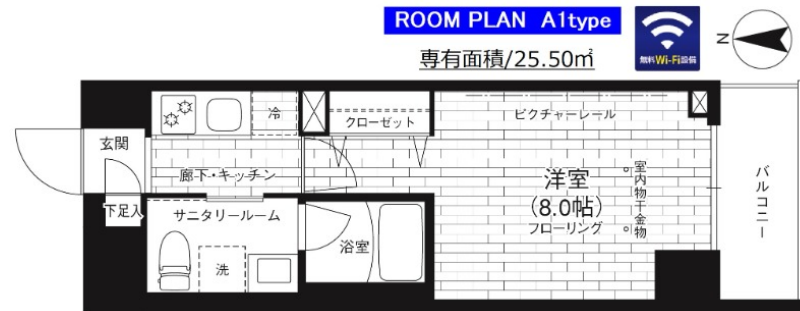 ROOM PLAN A1type
専有面積/25.50㎡
無料Wi-Fi設備
N
冷
クローゼット
ピクチャーレール
玄関
廊下・キッチン
洋室
(8.0帖)
フローリング
室内物干金物
バルコニー
下足入
サニタリールーム
浴室
洗